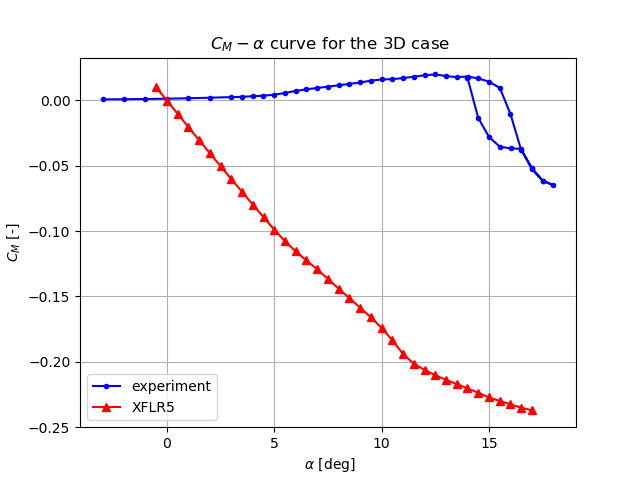 C_M − α curve for the 3D case
0.00
−0.05
−0.10
−0.15
−0.20
−0.25
C_M [-]
experiment
XFLR5
0 5 10 15
α [deg]